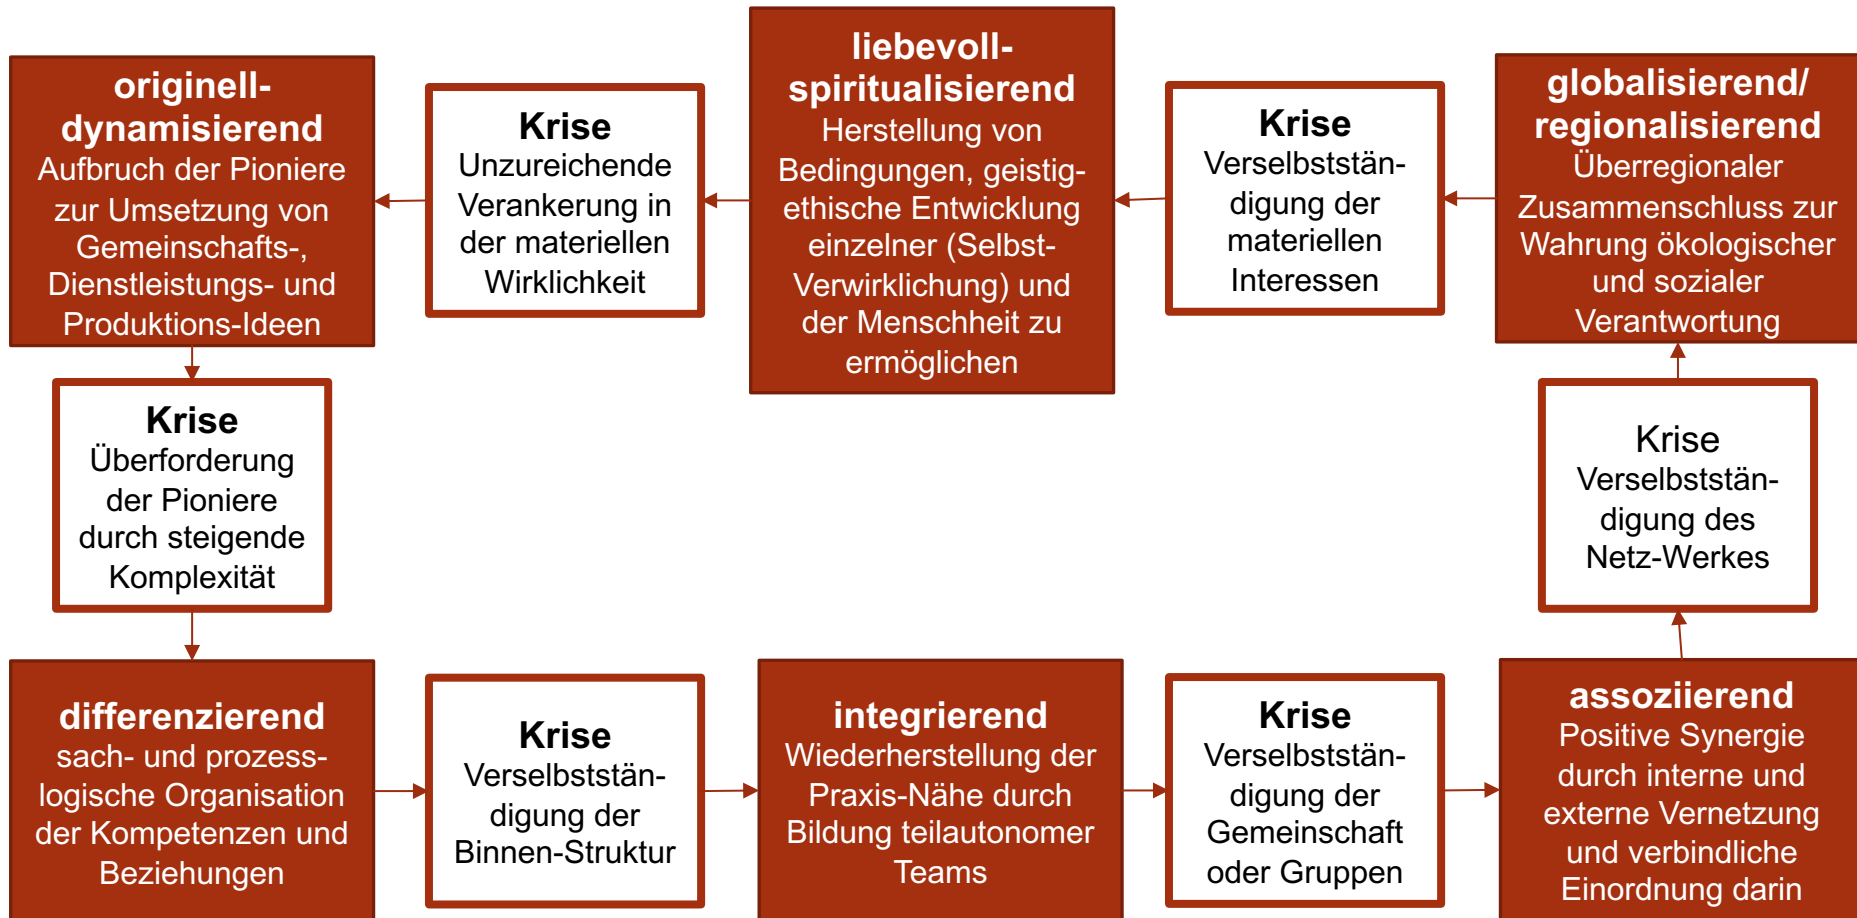 originell-
dynamisierend
Aufbruch der Pioniere
zur Umsetzung von
Gemeinschafts-,
Dienstleistungs- und
Produktions-Ideen
Krise
Unzureichende
Verankerung in
der materiellen
Wirklichkeit
liebevoll-
spiritualisierend
Herstellung von
Bedingungen, geistig-
ethische Entwicklung
einzelner (Selbst-
Verwirklichung) und
der Menschheit zu
ermöglichen
Krise
Verselbststän-
digung der
materiellen
Interessen
globalisierend/
regionalisierend
Überregionaler
Zusammenschluss zur
Wahrung ökologischer
und sozialer
Verantwortung
Krise
Überforderung
der Pioniere
durch steigende
Komplexität
Krise
Verselbststän-
digung des
Netz-Werkes
differenzierend
sach- und prozess-
logische Organisation
der Kompetenzen und
Beziehungen
Krise
Verselbststän-
digung der
Binnen-Struktur
integrierend
Wiederherstellung der
Praxis-Nähe durch
Bildung teilautonomer
Teams
Krise
Verselbststän-
digung der
Gemeinschaft
oder Gruppen
assoziierend
Positive Synergie
durch interne und
externe Vernetzung
und verbindliche
Einordnung darin